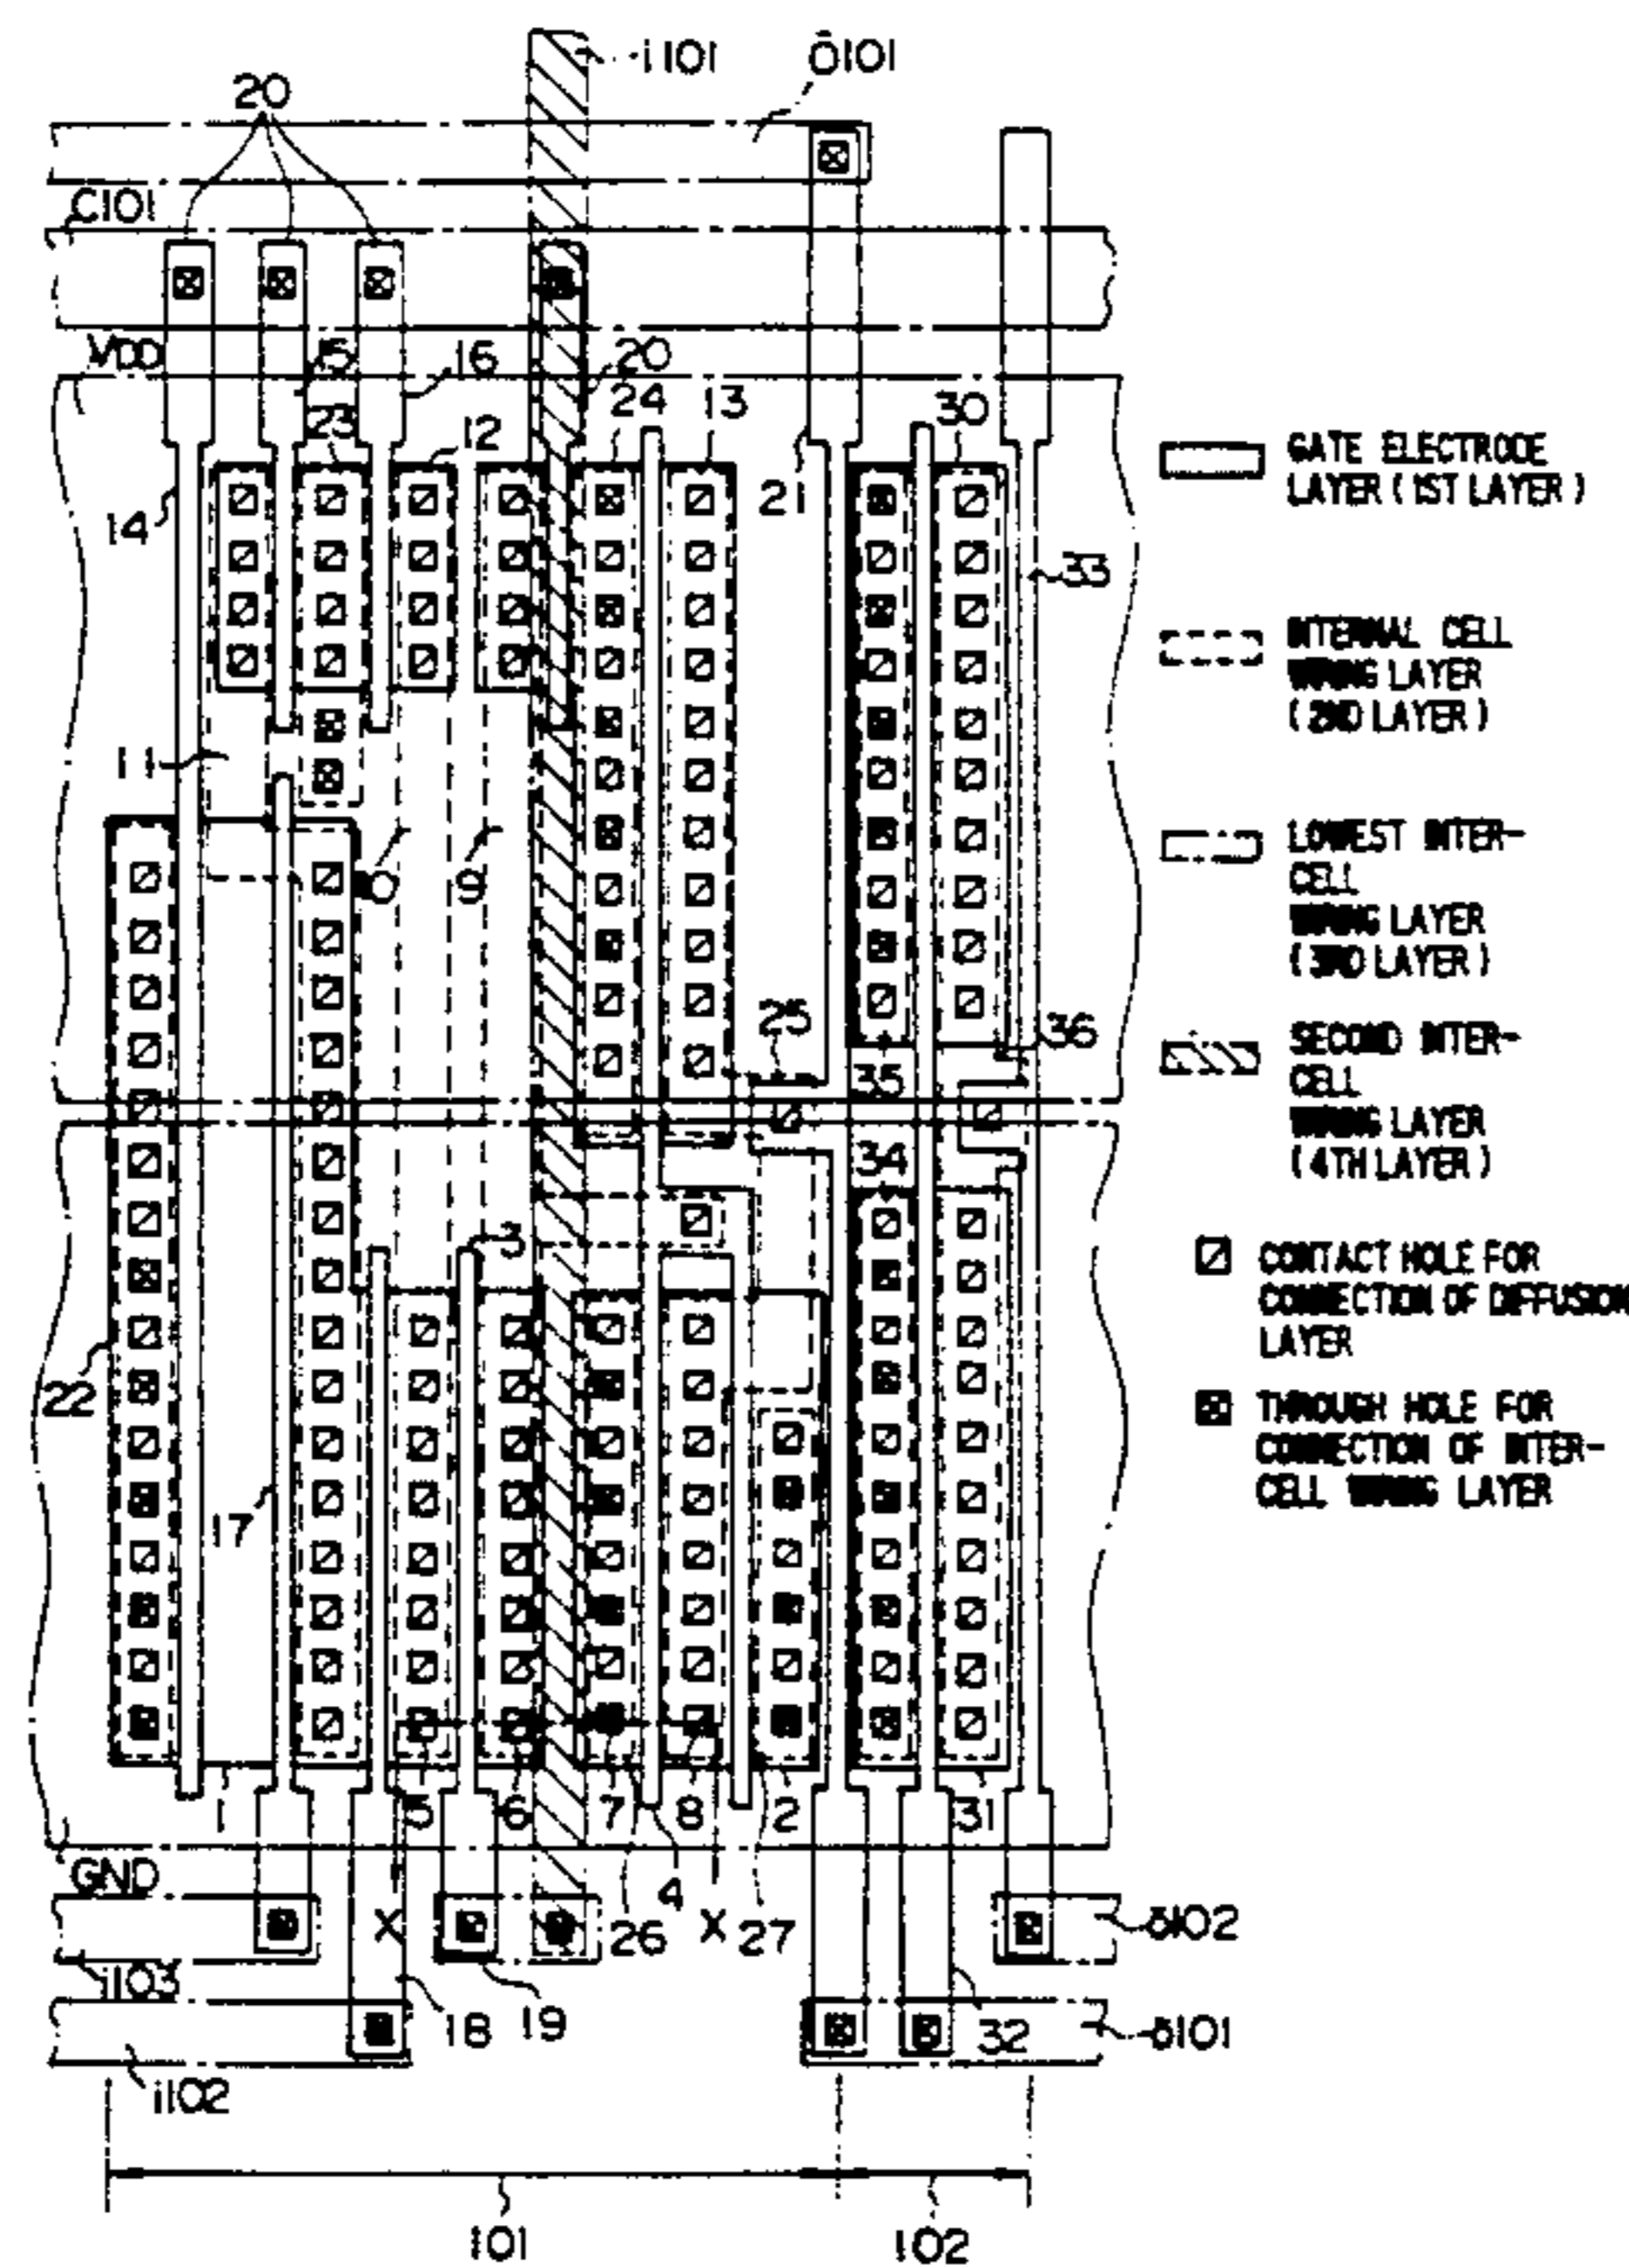 i101
ō101
20
C101
VDD
15
16
20
24
13
30
23
12
21
14
33
11
10
9
25
36
35
34
3
22
17
1
5
6
7
8
2
31
GND
4
X
X
26
27
ō102
i103
18
19
32
ō101
i102
101
102
GATE ELECTRODE
LAYER (1ST LAYER)
INTERNAL CELL
WIRING LAYER
(2ND LAYER)
LOWEST INTER-
CELL
WIRING LAYER
(3RD LAYER)
SECOND INTER-
CELL
WIRING LAYER
(4TH LAYER)
CONTACT HOLE FOR
CONNECTION OF DIFFUSION
LAYER
THROUGH HOLE FOR
CONNECTION OF INTER-
CELL WIRING LAYER